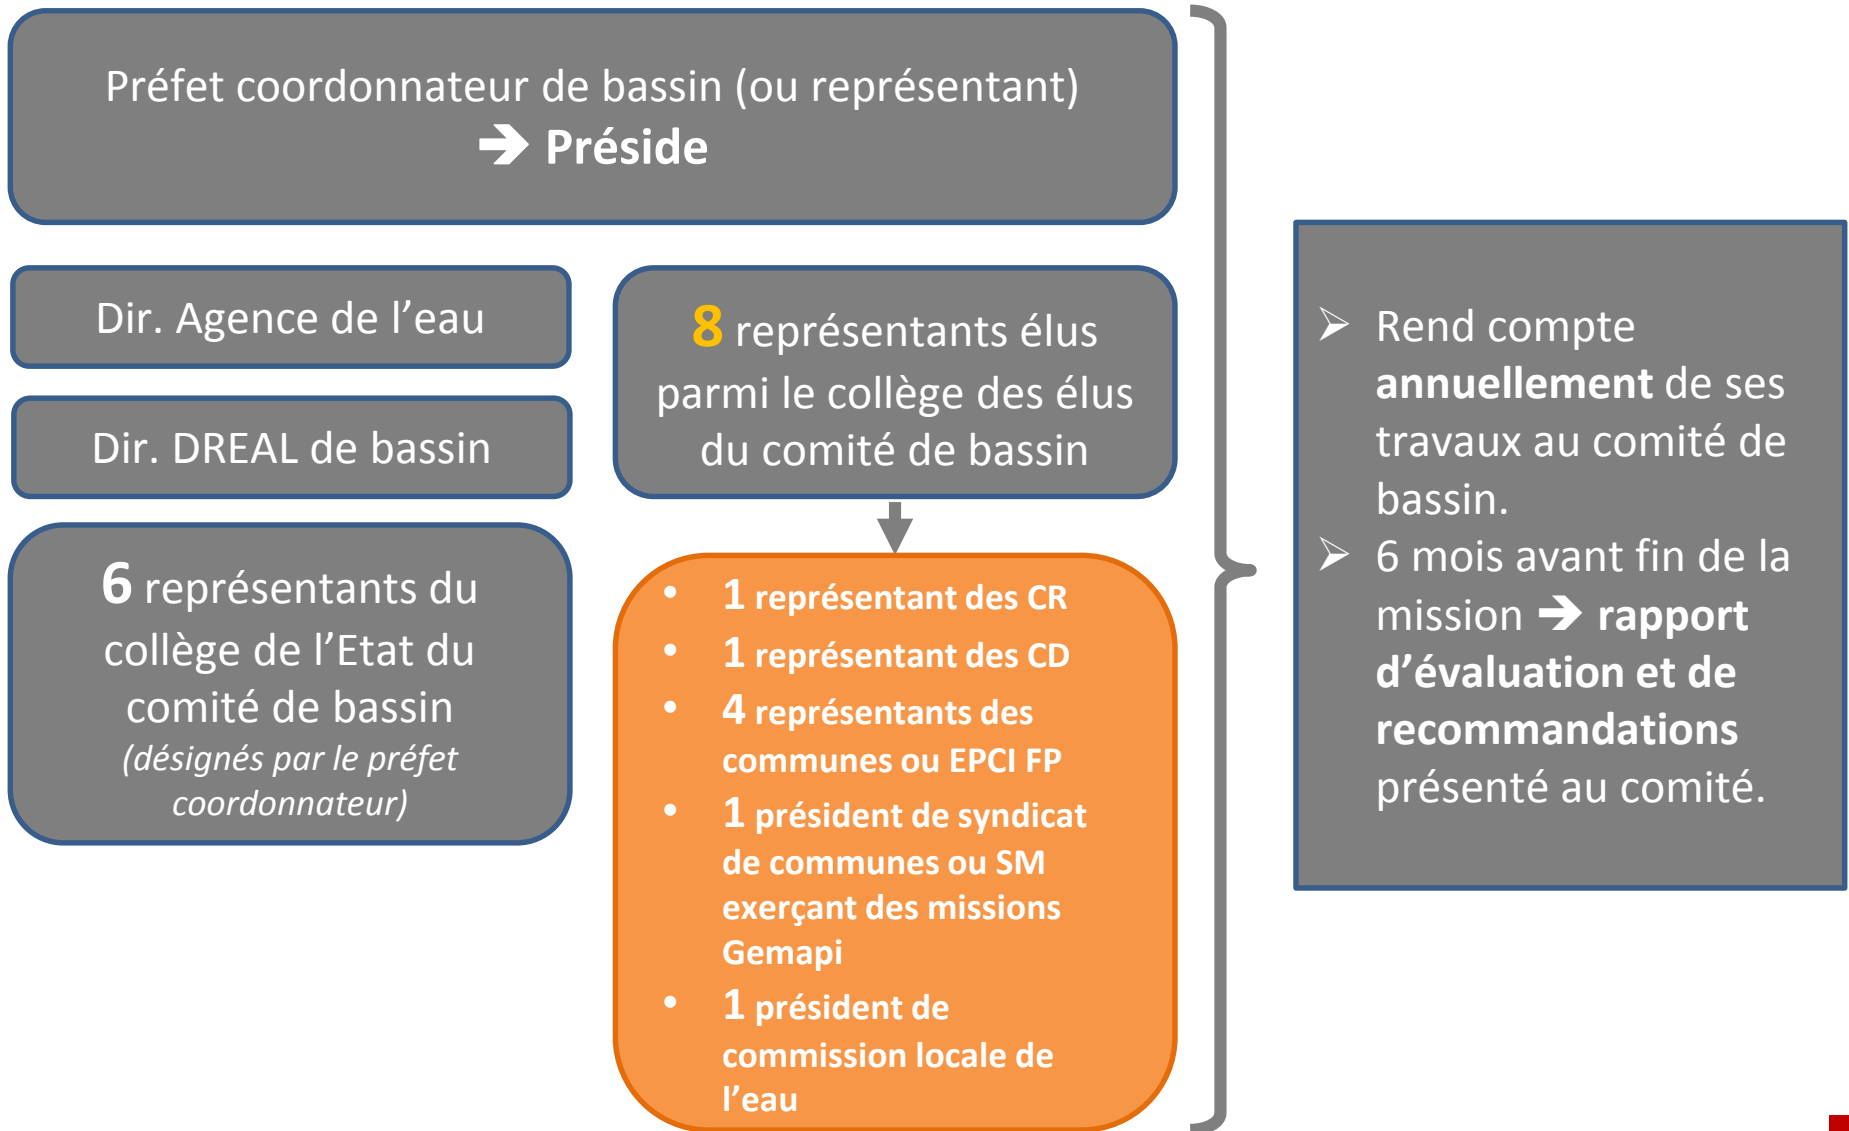 Préfet coordonnateur de bassin (ou représentant)
➔ Préside
Dir. Agence de l’eau
Dir. DREAL de bassin
6 représentants du
collège de l’Etat du
comité de bassin
(désignés par le préfet
coordonnateur)
8 représentants élus
parmi le collège des élus
du comité de bassin
• 1 représentant des CR
• 1 représentant des CD
• 4 représentants des
communes ou EPCI FP
• 1 président de syndicat
de communes ou SM
exerçant des missions
Gemapi
• 1 président de
commission locale de
l’eau
➢ Rend compte
annuellement de ses
travaux au comité de
bassin.
➢ 6 mois avant fin de la
mission ➔ rapport
d’évaluation et de
recommandations
présenté au comité.